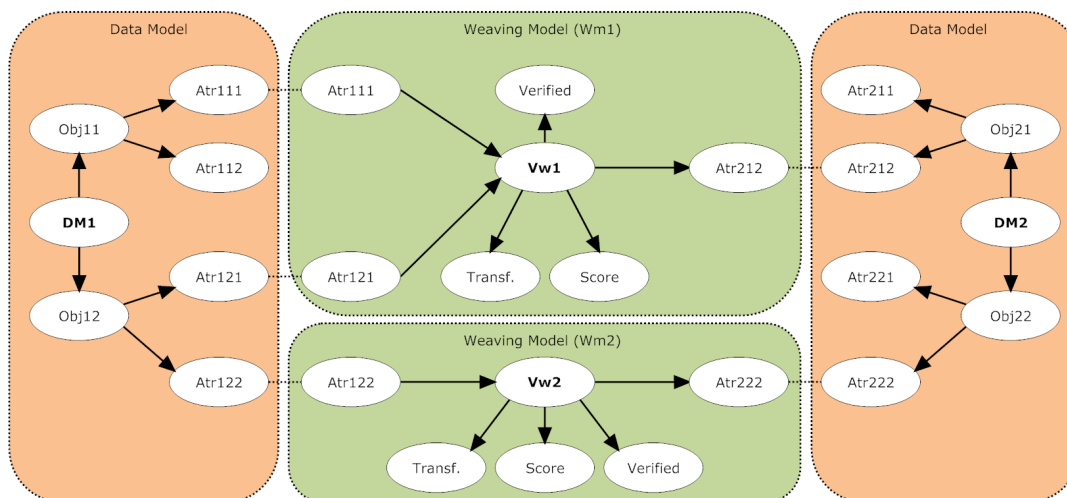 Data Model
Obj11
Atr111
Atr112
DM1
Obj12
Atr121
Atr122
Weaving Model (Wm1)
Atr111
Verified
Vw1
Atr212
Atr121
Transf.
Score
Weaving Model (Wm2)
Atr122
Vw2
Atr222
Transf.
Score
Verified
Data Model
Atr211
Obj21
Atr212
DM2
Atr221
Obj22
Atr222